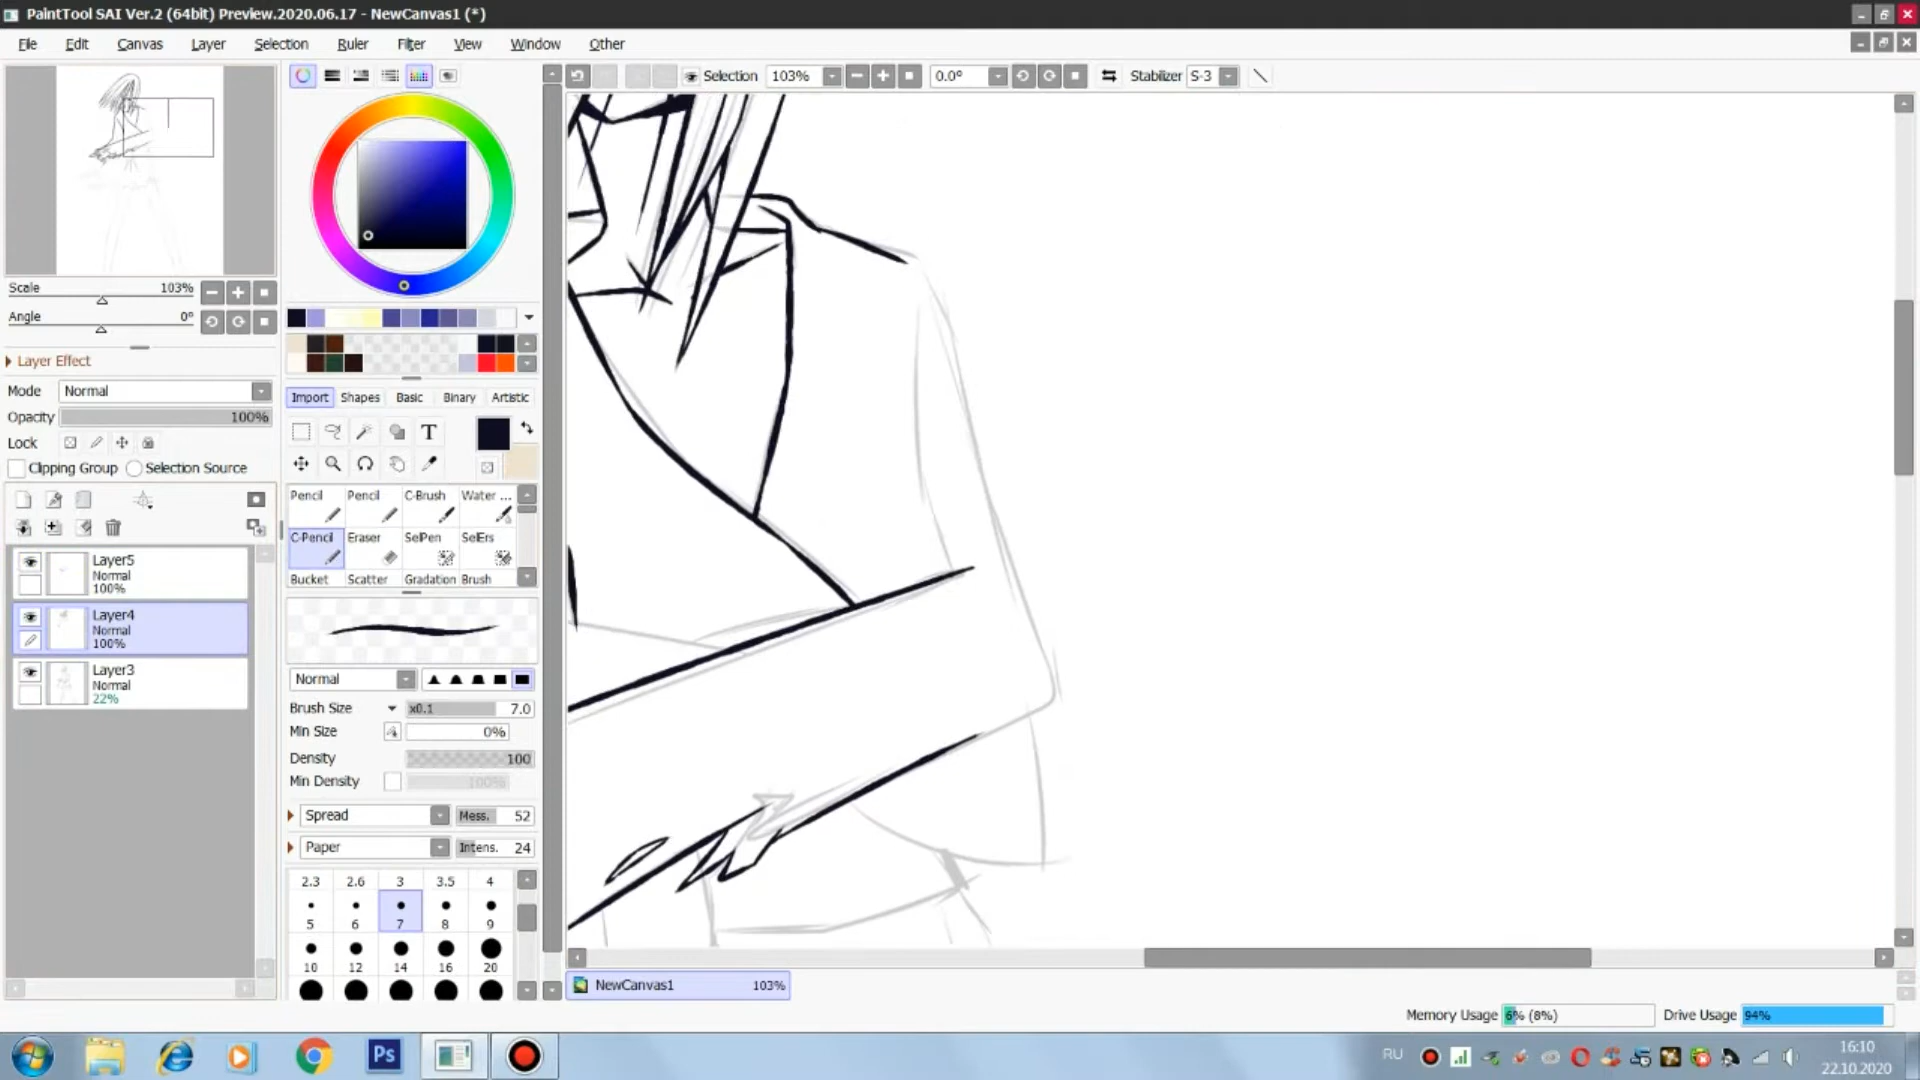 PaintTool SAI Ver.2 (64bit) Preview.2020.06.17 - NewCanvas1 (*)
File Edit Canvas Layer Selection Ruler Filter View Window Other
Selection 103% 0.0° Stabilizer S-3
Scale 103%
Angle 0°
Layer Effect
Mode Normal
Opacity 100%
Lock
Clipping Group Selection Source
Layer5
Normal
100%
Layer4
Normal
100%
Layer3
Normal
22%
Import Shapes Basic Binary Artistic
T
Pencil Pencil C-Brush Water ...
C-Pencil Eraser SelPen SelErs
Bucket Scatter Gradation Brush
Normal
Brush Size x0.1 7.0
Min Size 0%
Density 100
Min Density 100%
Spread Mess. 52
Paper Intens. 24
2.3 2.6 3 3.5 4
5 6 7 8 9
10 12 14 16 20
NewCanvas1 103%
Memory Usage 6% (8%) Drive Usage 94%
Ps
RU
16:10
22.10.2020